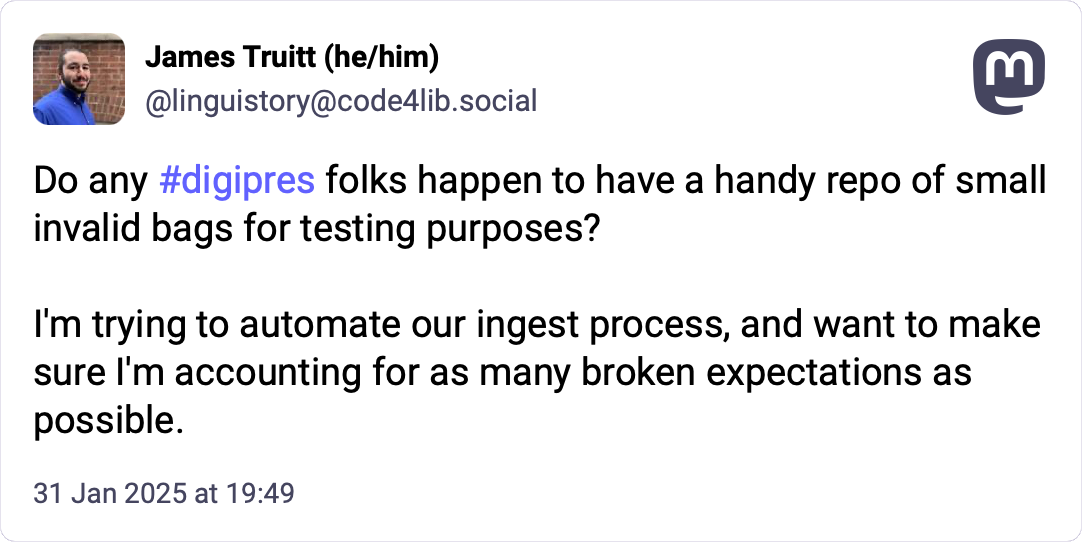 James Truitt (he/him)
@linguistory@code4lib.social
Do any #digipres folks happen to have a handy repo of small
invalid bags for testing purposes?
I'm trying to automate our ingest process, and want to make
sure I'm accounting for as many broken expectations as
possible.
31 Jan 2025 at 19:49